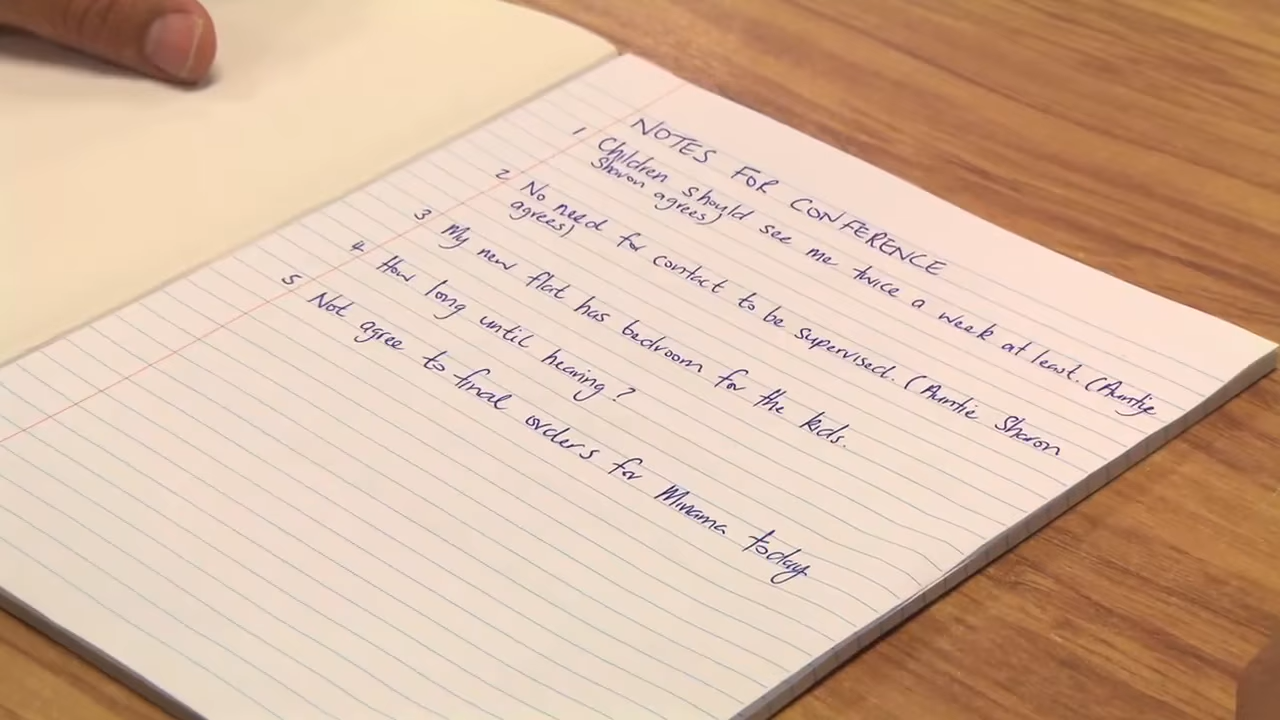 NOTES FOR CONFERENCE
1 Children should see me twice a week at least. (Auntie
Sharon agrees)
2 No need for contact to be supervised. (Auntie Sharon
agrees)
3 My new flat has bedroom for the kids.
4 How long until hearing?
5 Not agree to final orders for Minama today